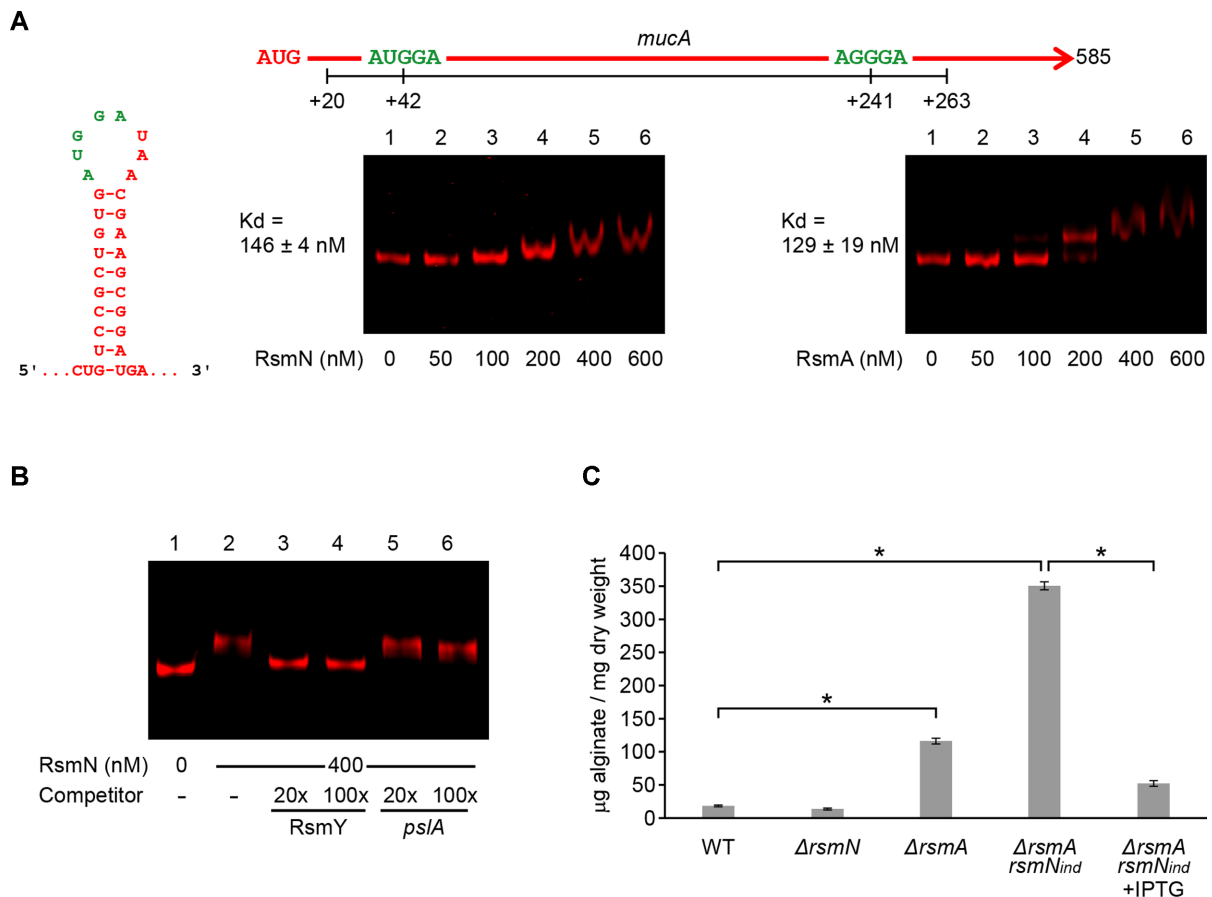 A
mucA
AUG AUGGA AGGGA 585
+20 +42 +241 +263
G A
G U
U A
A A
G-C
U-G
G-A
U-A
C-G
G-C
C-G
C-G
U-A
5'...CUG-UGA... 3'
1 2 3 4 5 6
Kd =
146 ± 4 nM
RsmN (nM) 0 50 100 200 400 600
1 2 3 4 5 6
Kd =
129 ± 19 nM
RsmA (nM) 0 50 100 200 400 600
B
1 2 3 4 5 6
RsmN (nM) 0 400
Competitor - - 20x 100x 20x 100x
RsmY pslA
C
µg alginate / mg dry weight
400
350
300
250
200
150
100
50
0
* *
*
WT ΔrsmN ΔrsmA ΔrsmA rsmNind ΔrsmA rsmNind +IPTG